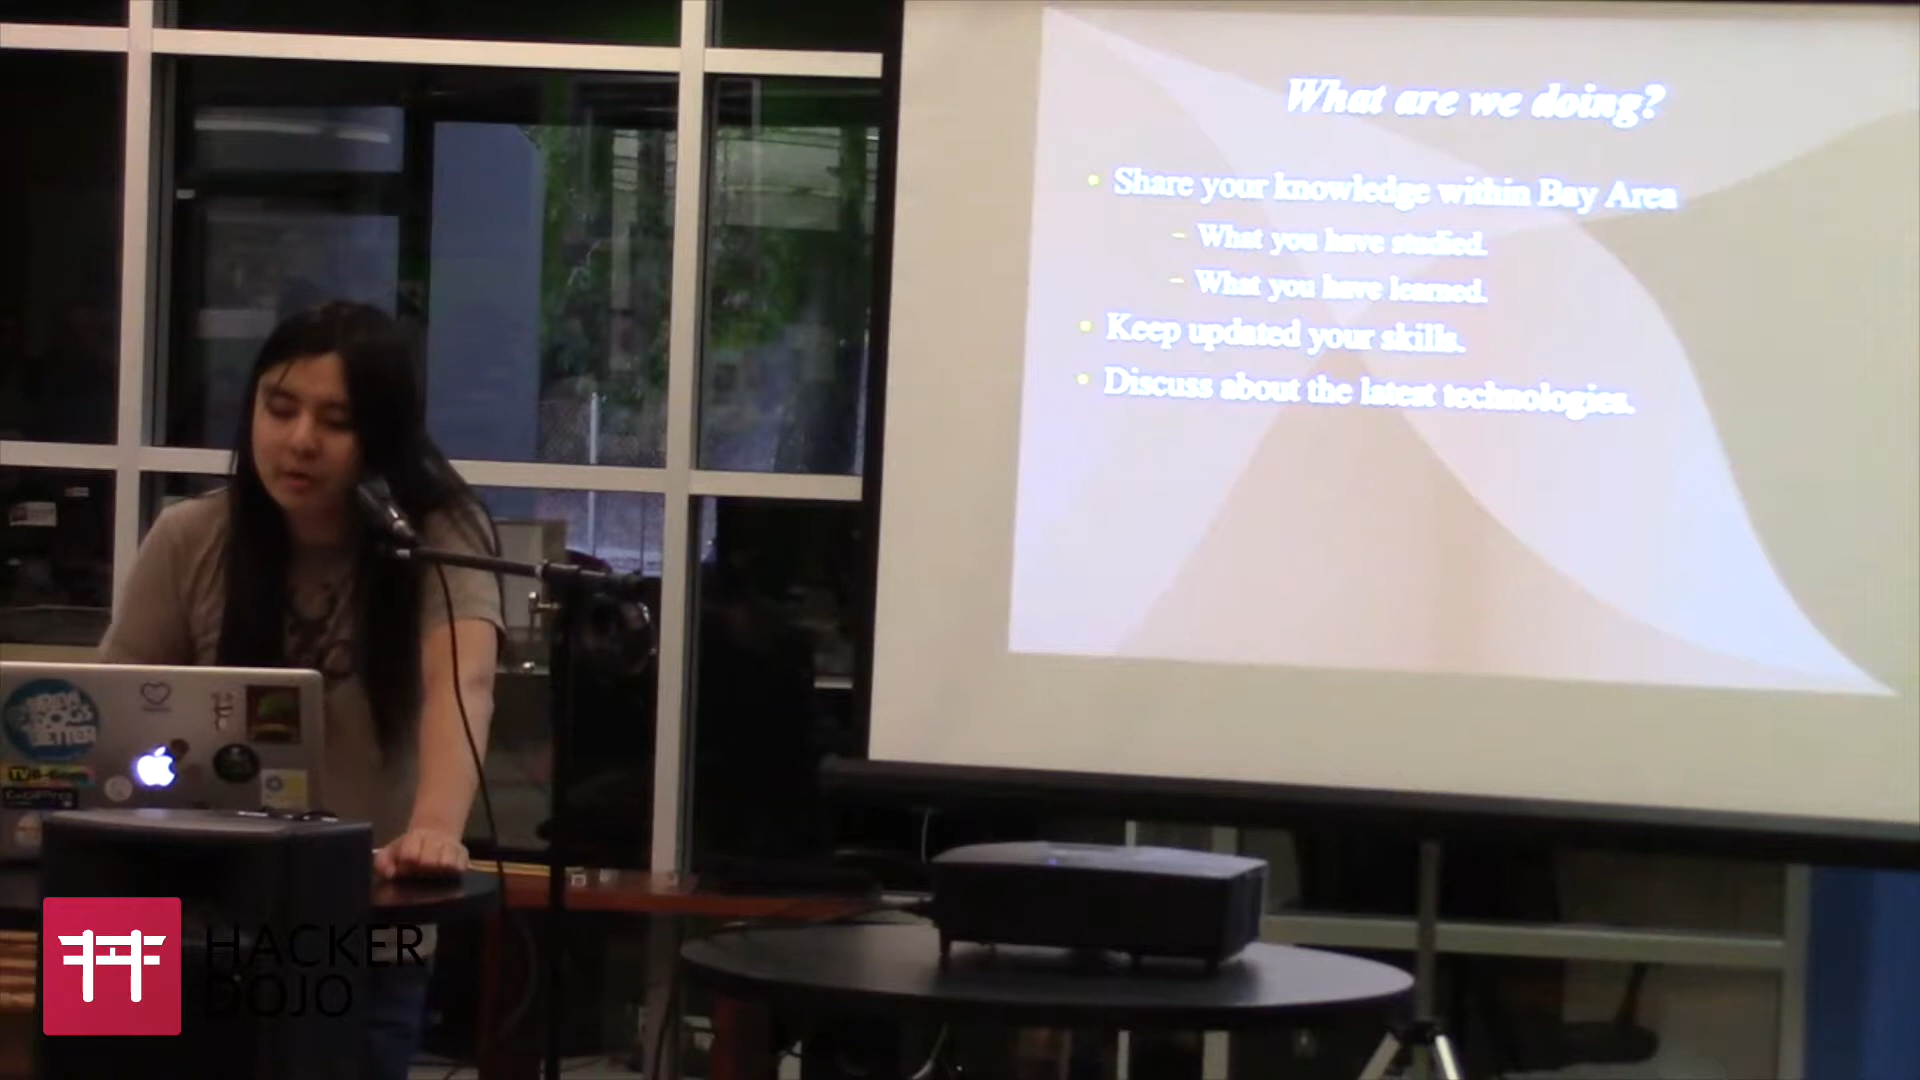 What are we doing?
Share your knowledge within Bay Area
– What you have studied.
– What you have learned.
Keep updated your skills.
Discuss about the latest technologies.
HACKER
DOJO